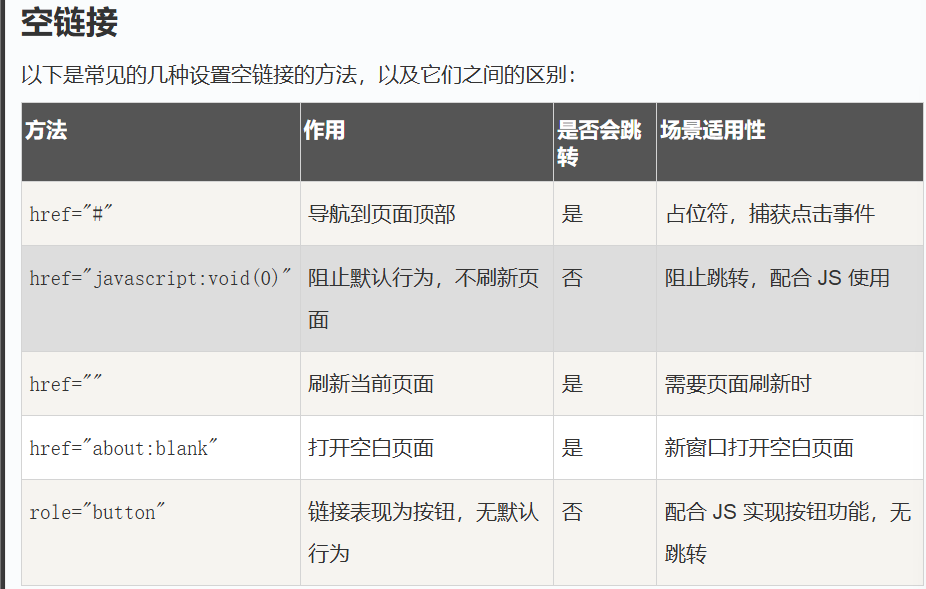 空链接
以下是常见的几种设置空链接的方法，以及它们之间的区别：
方法 作用 是否会跳转 场景适用性
href="#" 导航到页面顶部 是 占位符，捕获点击事件
href="javascript:void(0)" 阻止默认行为，不刷新页面 否 阻止跳转，配合 JS 使用
href="" 刷新当前页面 是 需要页面刷新时
href="about:blank" 打开空白页面 是 新窗口打开空白页面
role="button" 链接表现为按钮，无默认行为 否 配合 JS 实现按钮功能，无跳转